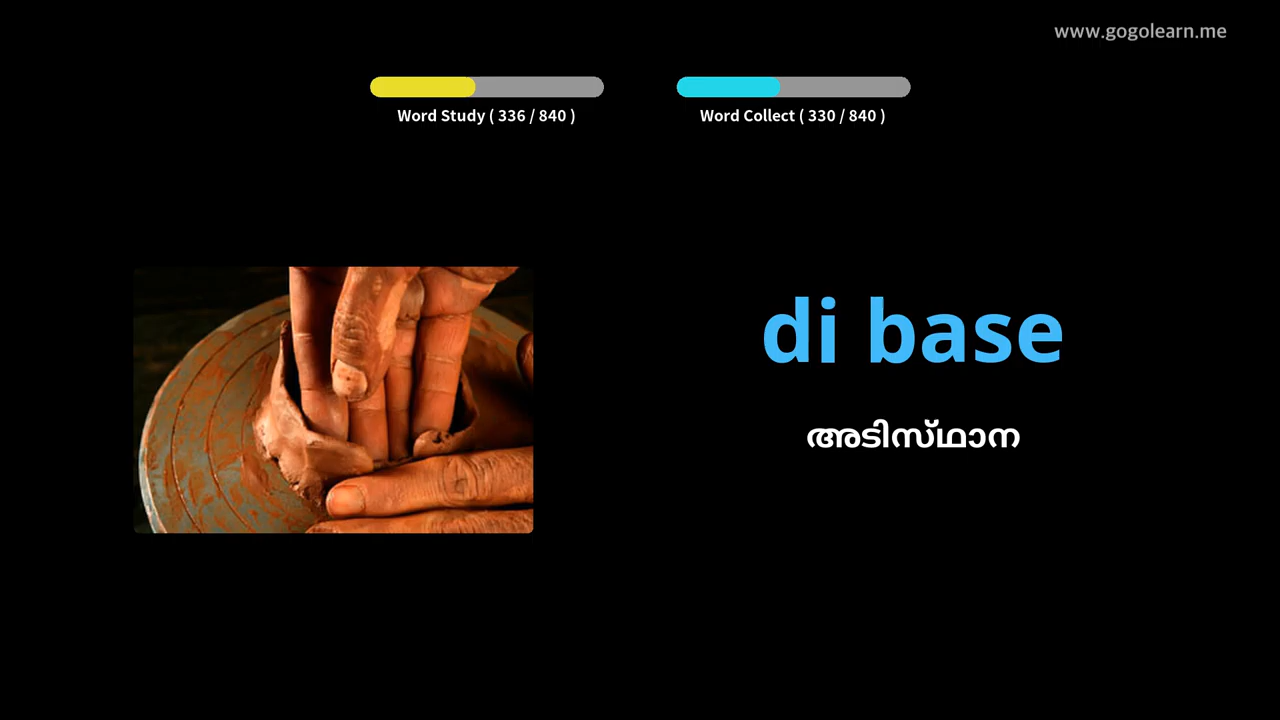 www.gogolearn.me
Word Study ( 336 / 840 )
Word Collect ( 330 / 840 )
di base
അടിസ്ഥാന